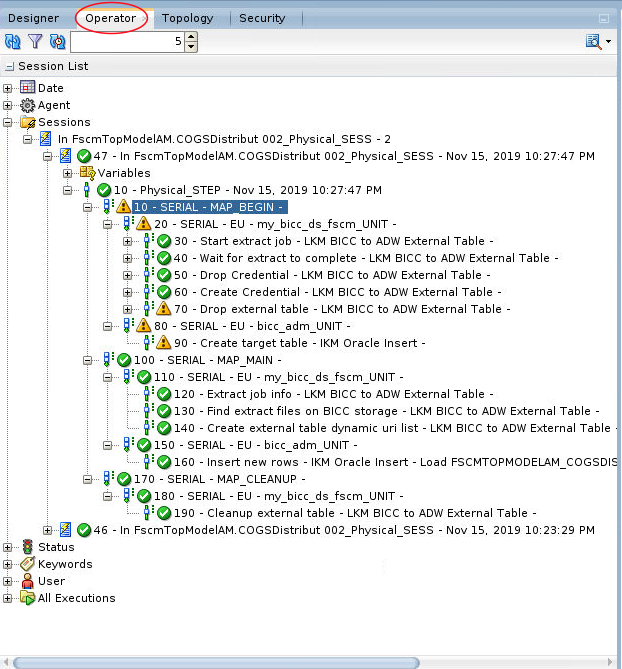 Designer Operator Topology Security
5
Session List
Date
Agent
Sessions
In FscmTopModelAM.COGSDistribut 002_Physical_SESS - 2
47 - In FscmTopModelAM.COGSDistribut 002_Physical_SESS - Nov 15, 2019 10:27:47 PM
Variables
10 - Physical_STEP - Nov 15, 2019 10:27:47 PM
10 - SERIAL - MAP_BEGIN -
20 - SERIAL - EU - my_bicc_ds_fscm_UNIT -
30 - Start extract job - LKM BICC to ADW External Table -
40 - Wait for extract to complete - LKM BICC to ADW External Table -
50 - Drop Credential - LKM BICC to ADW External Table -
60 - Create Credential - LKM BICC to ADW External Table -
70 - Drop external table - LKM BICC to ADW External Table -
80 - SERIAL - EU - bicc_adm_UNIT -
90 - Create target table - IKM Oracle Insert -
100 - SERIAL - MAP_MAIN -
110 - SERIAL - EU - my_bicc_ds_fscm_UNIT -
120 - Extract job info - LKM BICC to ADW External Table -
130 - Find extract files on BICC storage - LKM BICC to ADW External Table -
140 - Create external table dynamic uri list - LKM BICC to ADW External Table -
150 - SERIAL - EU - bicc_adm_UNIT -
160 - Insert new rows - IKM Oracle Insert - Load FSCMTOPMODELAM_COGSDIS
170 - SERIAL - MAP_CLEANUP -
180 - SERIAL - EU - my_bicc_ds_fscm_UNIT -
190 - Cleanup external table - LKM BICC to ADW External Table -
46 - In FscmTopModelAM.COGSDistribut 002_Physical_SESS - Nov 15, 2019 10:23:29 PM
Status
Keywords
User
All Executions